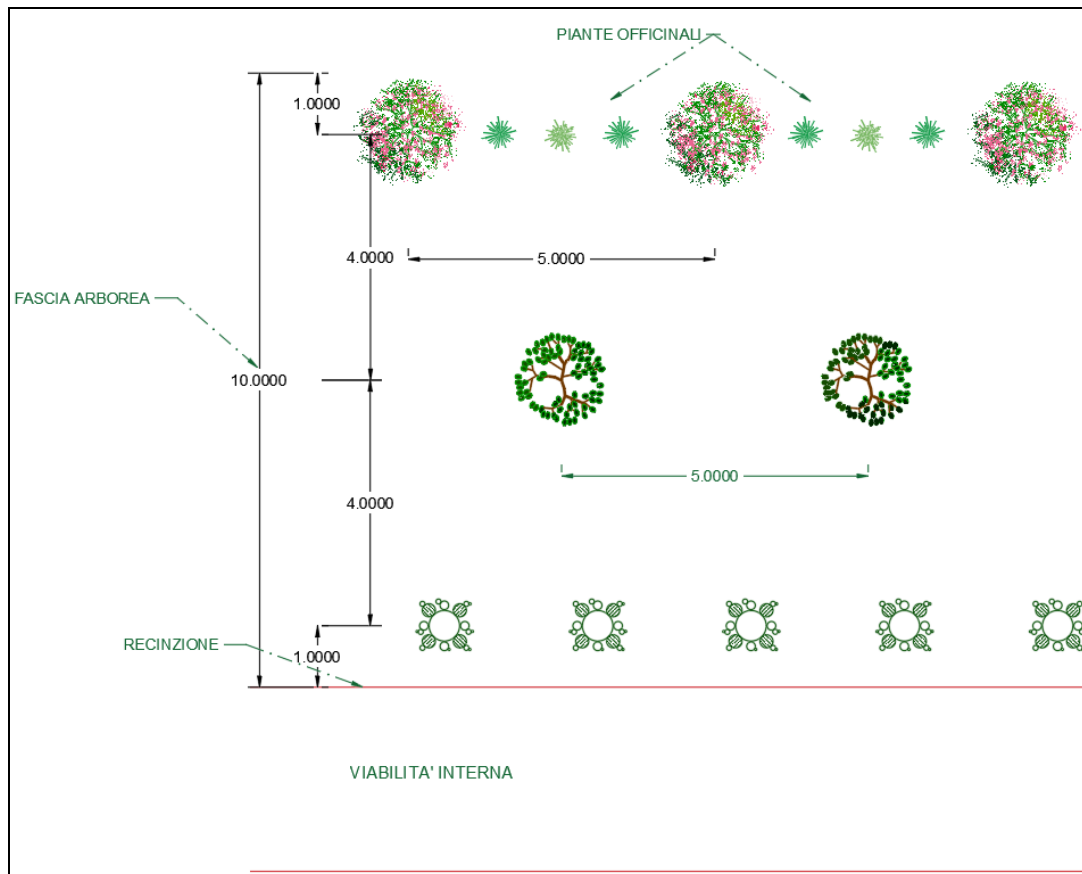 PIANTE OFFICINALI
1.0000
4.0000
5.0000
FASCIA ARBOREA
10.0000
5.0000
4.0000
RECINZIONE
1.0000
VIABILITA' INTERNA